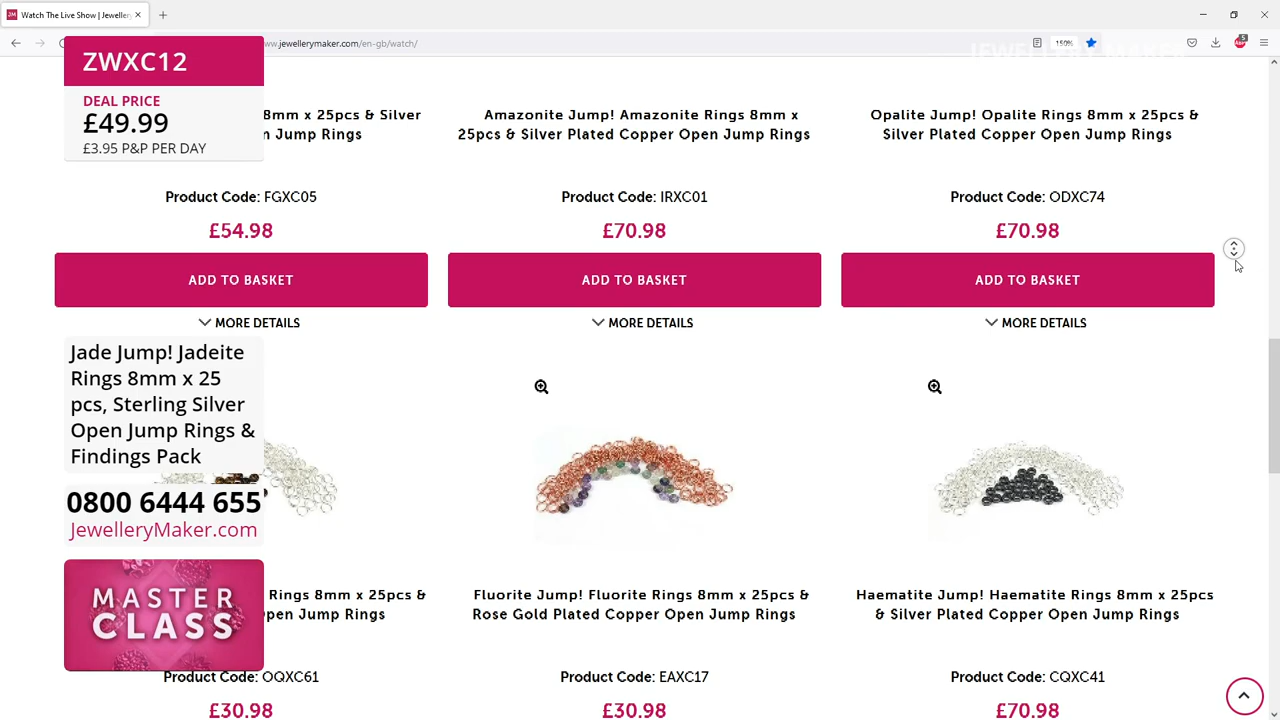 Watch The Live Show | Jeweller
ZWXC12
DEAL PRICE
£49.99
£3.95 P&P PER DAY
ww.jewellerymaker.com/en-gb/watch/
150%
JEWELLERY MAKER
8mm x 25pcs & Silver
n Jump Rings
Product Code: FGXC05
£54.98
ADD TO BASKET
MORE DETAILS
Amazonite Jump! Amazonite Rings 8mm x
25pcs & Silver Plated Copper Open Jump Rings
Product Code: IRXC01
£70.98
ADD TO BASKET
MORE DETAILS
Opalite Jump! Opalite Rings 8mm x 25pcs &
Silver Plated Copper Open Jump Rings
Product Code: ODXC74
£70.98
ADD TO BASKET
MORE DETAILS
Jade Jump! Jadeite
Rings 8mm x 25
pcs, Sterling Silver
Open Jump Rings &
Findings Pack
0800 6444 655
JewelleryMaker.com
MASTER
CLASS
Rings 8mm x 25pcs &
pen Jump Rings
Product Code: OQXC61
£30.98
Fluorite Jump! Fluorite Rings 8mm x 25pcs &
Rose Gold Plated Copper Open Jump Rings
Product Code: EAXC17
£30.98
Haematite Jump! Haematite Rings 8mm x 25pcs
& Silver Plated Copper Open Jump Rings
Product Code: CQXC41
£70.98